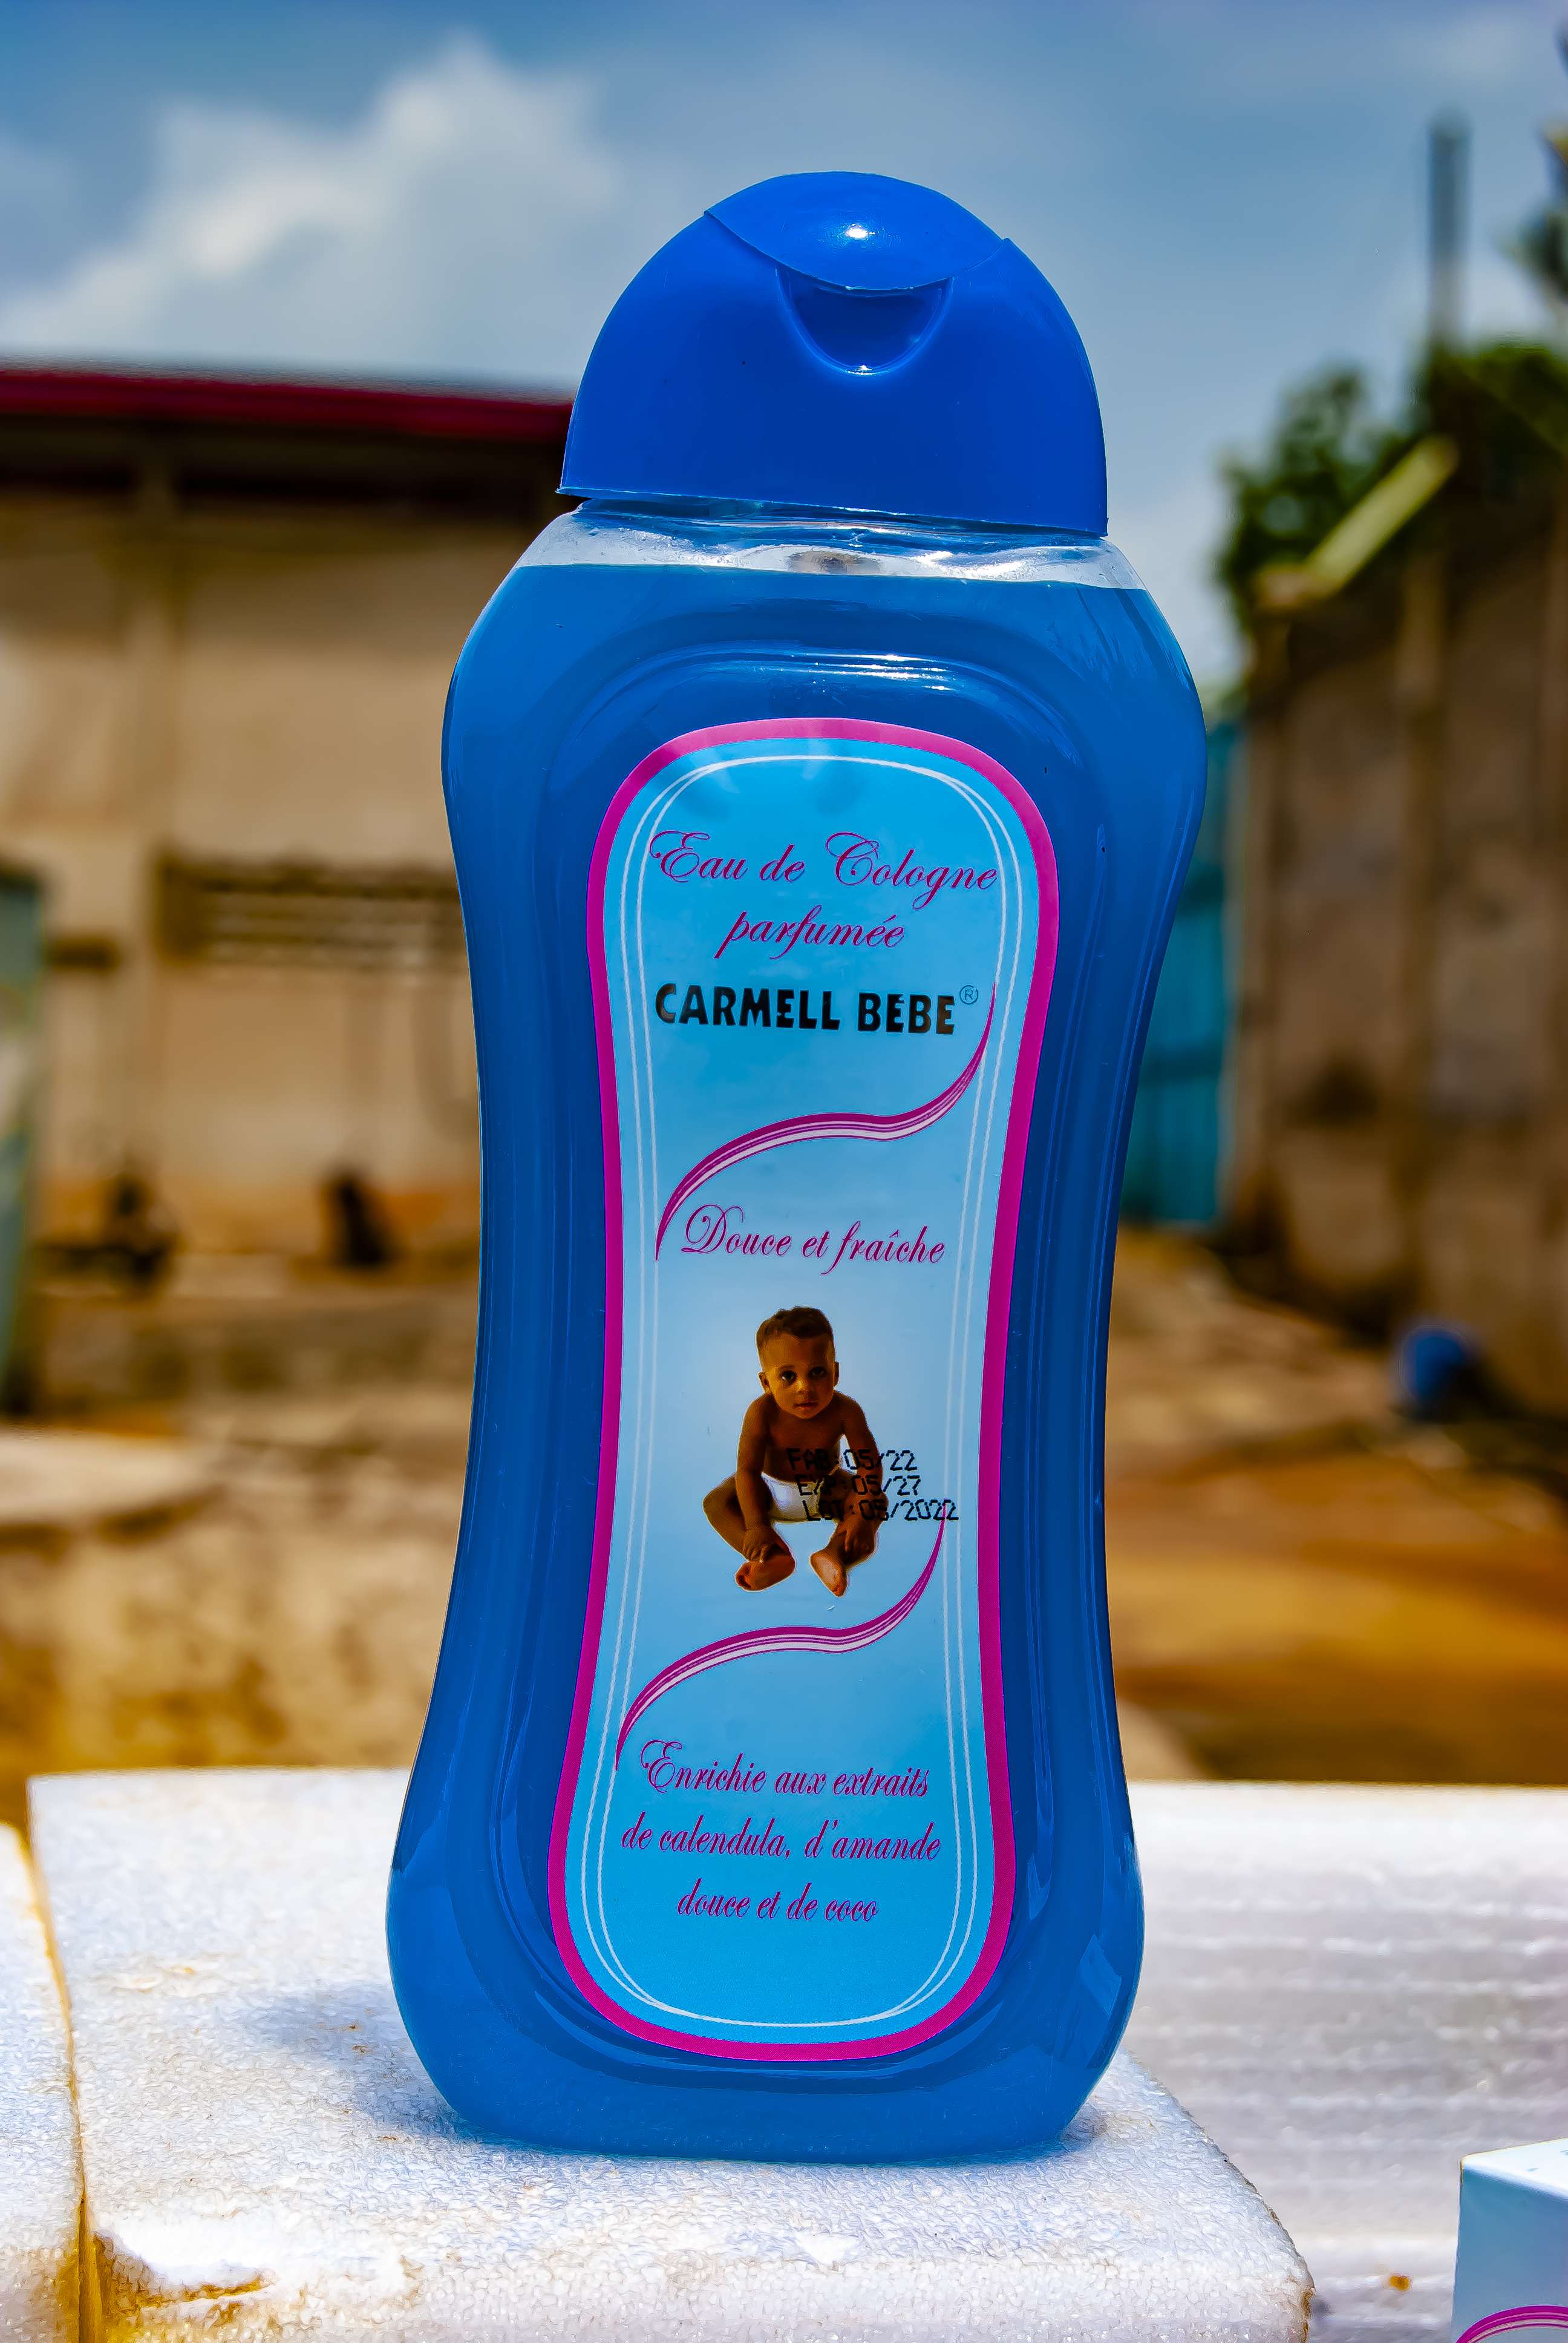 Eau de Cologne
parfumée
CARMELL BEBE®
Douce et fraîche
FAB:05/22
EXP:05/27
LOT:05/2022
Enrichie aux extraits
de calendula, d'amande
douce et de coco